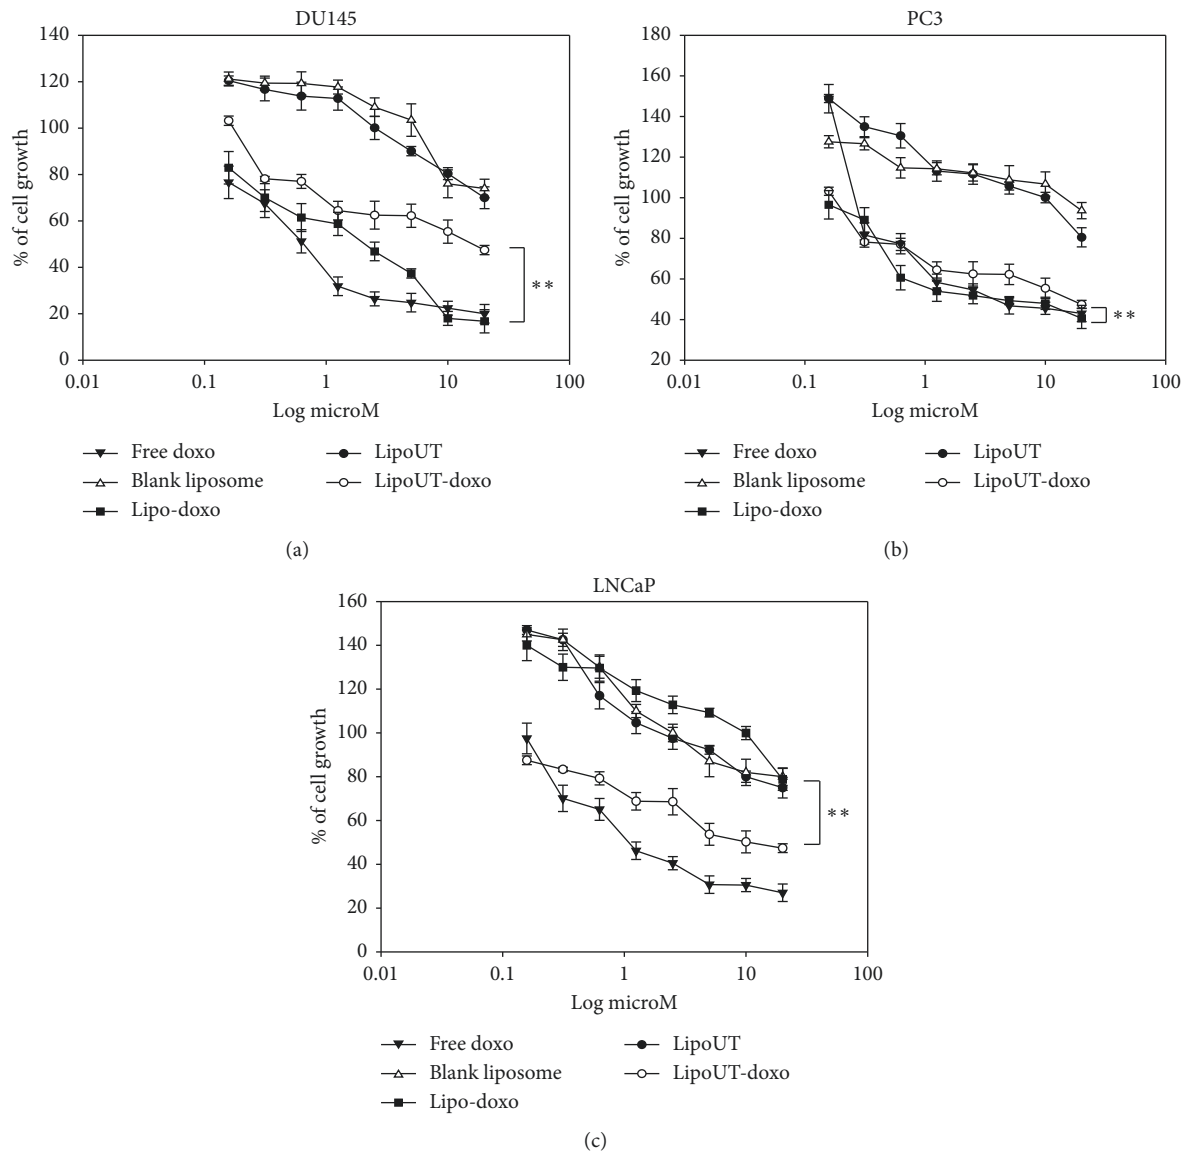 DU145
140
120
100
80
60
40
20
0
% of cell growth
**
0.01 0.1 1 10 100
Log microM
Free doxo LipoUT
Blank liposome LipoUT-doxo
Lipo-doxo
(a)
PC3
180
160
140
120
100
80
60
40
20
% of cell growth
**
0.01 0.1 1 10 100
Log microM
Free doxo LipoUT
Blank liposome LipoUT-doxo
Lipo-doxo
(b)
LNCaP
160
140
120
100
80
60
40
20
0
% of cell growth
**
0.01 0.1 1 10 100
Log microM
Free doxo LipoUT
Blank liposome LipoUT-doxo
Lipo-doxo
(c)